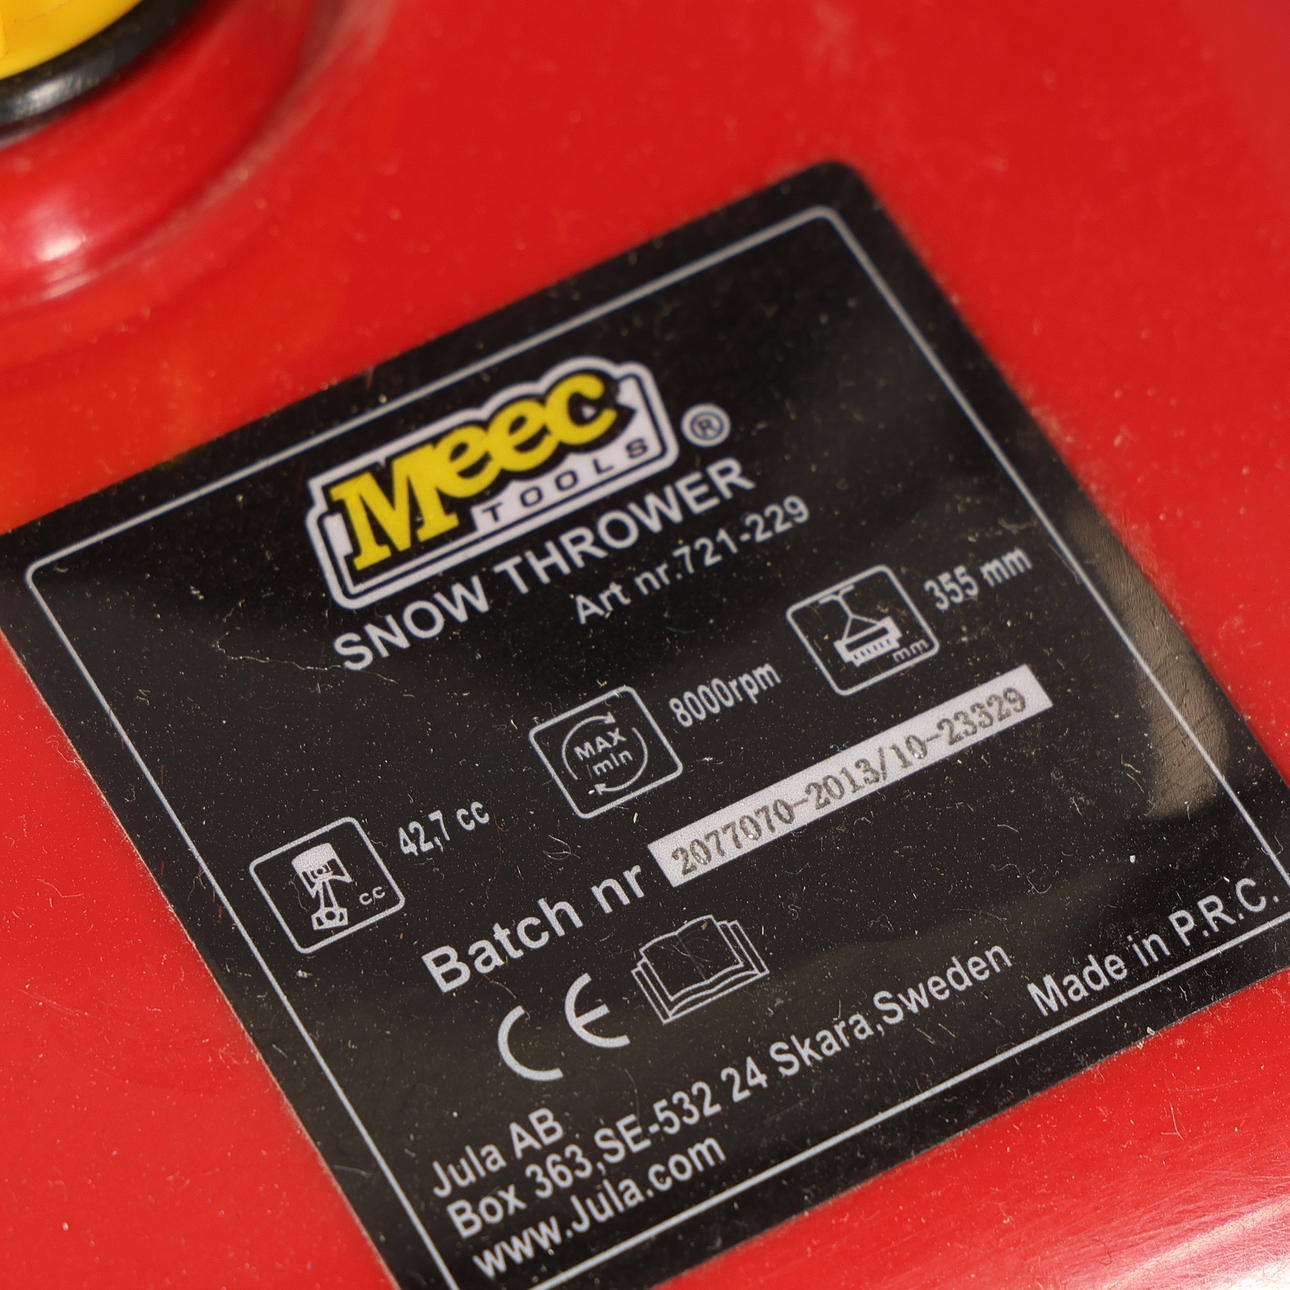 Meec
TOOLS ®
SNOW THROWER
Art nr.721-229
c.c 42,7 cc
MAX
min 8000rpm
mm 355 mm
Batch nr 2077070-2013/10-23329
CE
Jula AB
Box 363,SE-532 24 Skara,Sweden
www.Jula.com
Made in P.R.C.